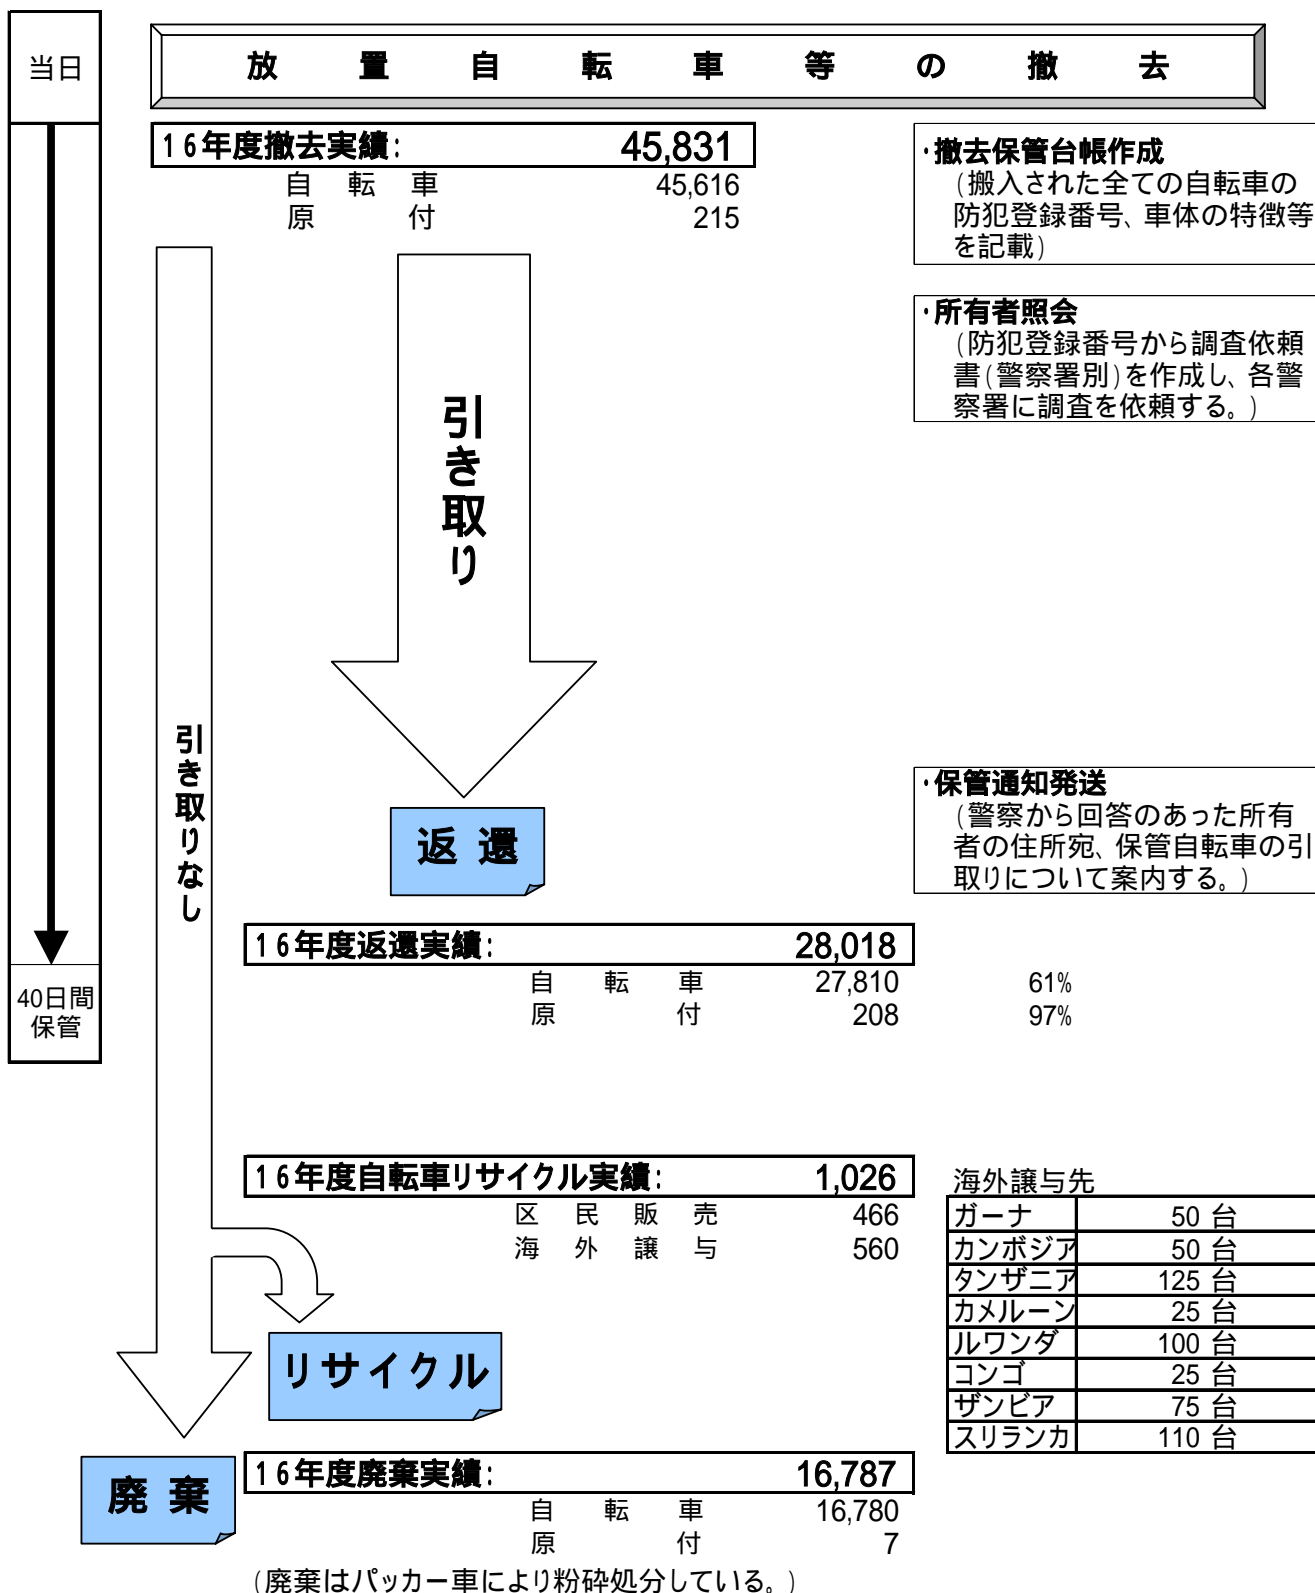 当日
放置自転車等の撤去
16年度撤去実績: 45,831
自転車 45,616
原付 215
・撤去保管台帳作成
(搬入された全ての自転車の
防犯登録番号、車体の特徴等
を記載)
・所有者照会
(防犯登録番号から調査依頼
書(警察署別)を作成し、各警
察署に調査を依頼する。)
引き取り
引き取りなし
・保管通知発送
(警察から回答のあった所有
者の住所宛、保管自転車の引
取りについて案内する。)
返還
16年度返還実績: 28,018
自転車 27,810 61%
原付 208 97%
40日間
保管
16年度自転車リサイクル実績: 1,026
区民販売 466
海外譲与 560
海外譲与先
ガーナ 50 台
カンボジア 50 台
タンザニア 125 台
カメルーン 25 台
ルワンダ 100 台
コンゴ 25 台
ザンビア 75 台
スリランカ 110 台
リサイクル
廃棄
16年度廃棄実績: 16,787
自転車 16,780
原付 7
(廃棄はパッカー車により粉砕処分している。)